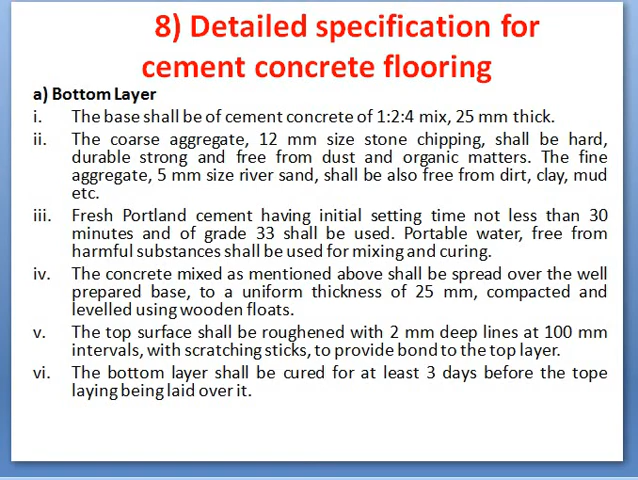 8) Detailed specification for
cement concrete flooring
a) Bottom Layer
i. The base shall be of cement concrete of 1:2:4 mix, 25 mm thick.
ii. The coarse aggregate, 12 mm size stone chipping, shall be hard,
durable strong and free from dust and organic matters. The fine
aggregate, 5 mm size river sand, shall be also free from dirt, clay, mud
etc.
iii. Fresh Portland cement having initial setting time not less than 30
minutes and of grade 33 shall be used. Portable water, free from
harmful substances shall be used for mixing and curing.
iv. The concrete mixed as mentioned above shall be spread over the well
prepared base, to a uniform thickness of 25 mm, compacted and
levelled using wooden floats.
v. The top surface shall be roughened with 2 mm deep lines at 100 mm
intervals, with scratching sticks, to provide bond to the top layer.
vi. The bottom layer shall be cured for at least 3 days before the tope
laying being laid over it.